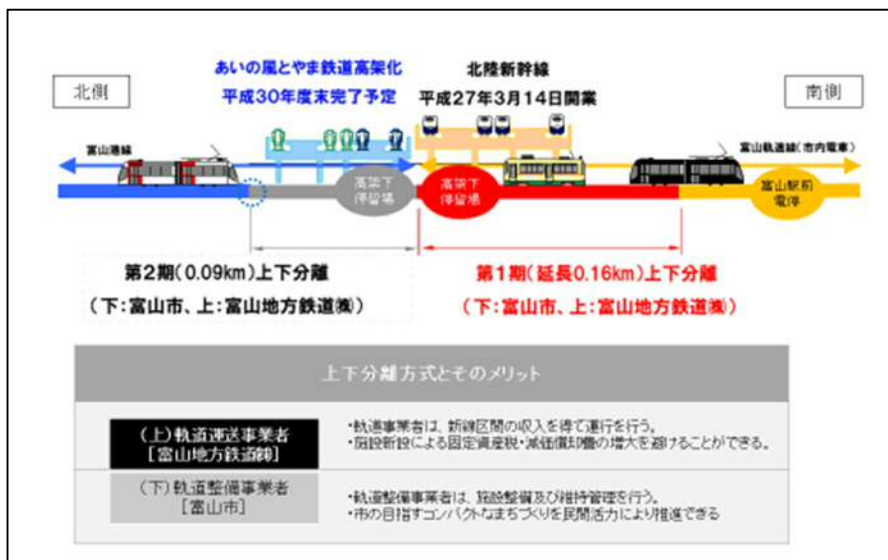 北側
あいの風とやま鉄道高架化
平成30年度末完了予定
北陸新幹線
平成27年3月14日開業
南側
富山港線
富山軌道線(市内電車)
高架下
停留場
高架下
停留場
富山駅前
電停
第2期(0.09km)上下分離
(下:富山市、上:富山地方鉄道㈱)
第1期(延長0.16km)上下分離
(下:富山市、上:富山地方鉄道㈱)
上下分離方式とそのメリット
(上)軌道運送事業者
[富山地方鉄道㈱]
・軌道事業者は、新線区間の収入を得て運行を行う。
・施設新設による固定資産税・減価償却費の増大を避けることができる。
(下)軌道整備事業者
[富山市]
・軌道整備事業者は、施設整備及び維持管理を行う。
・市の目指すコンパクトなまちづくりを民間活力により推進できる